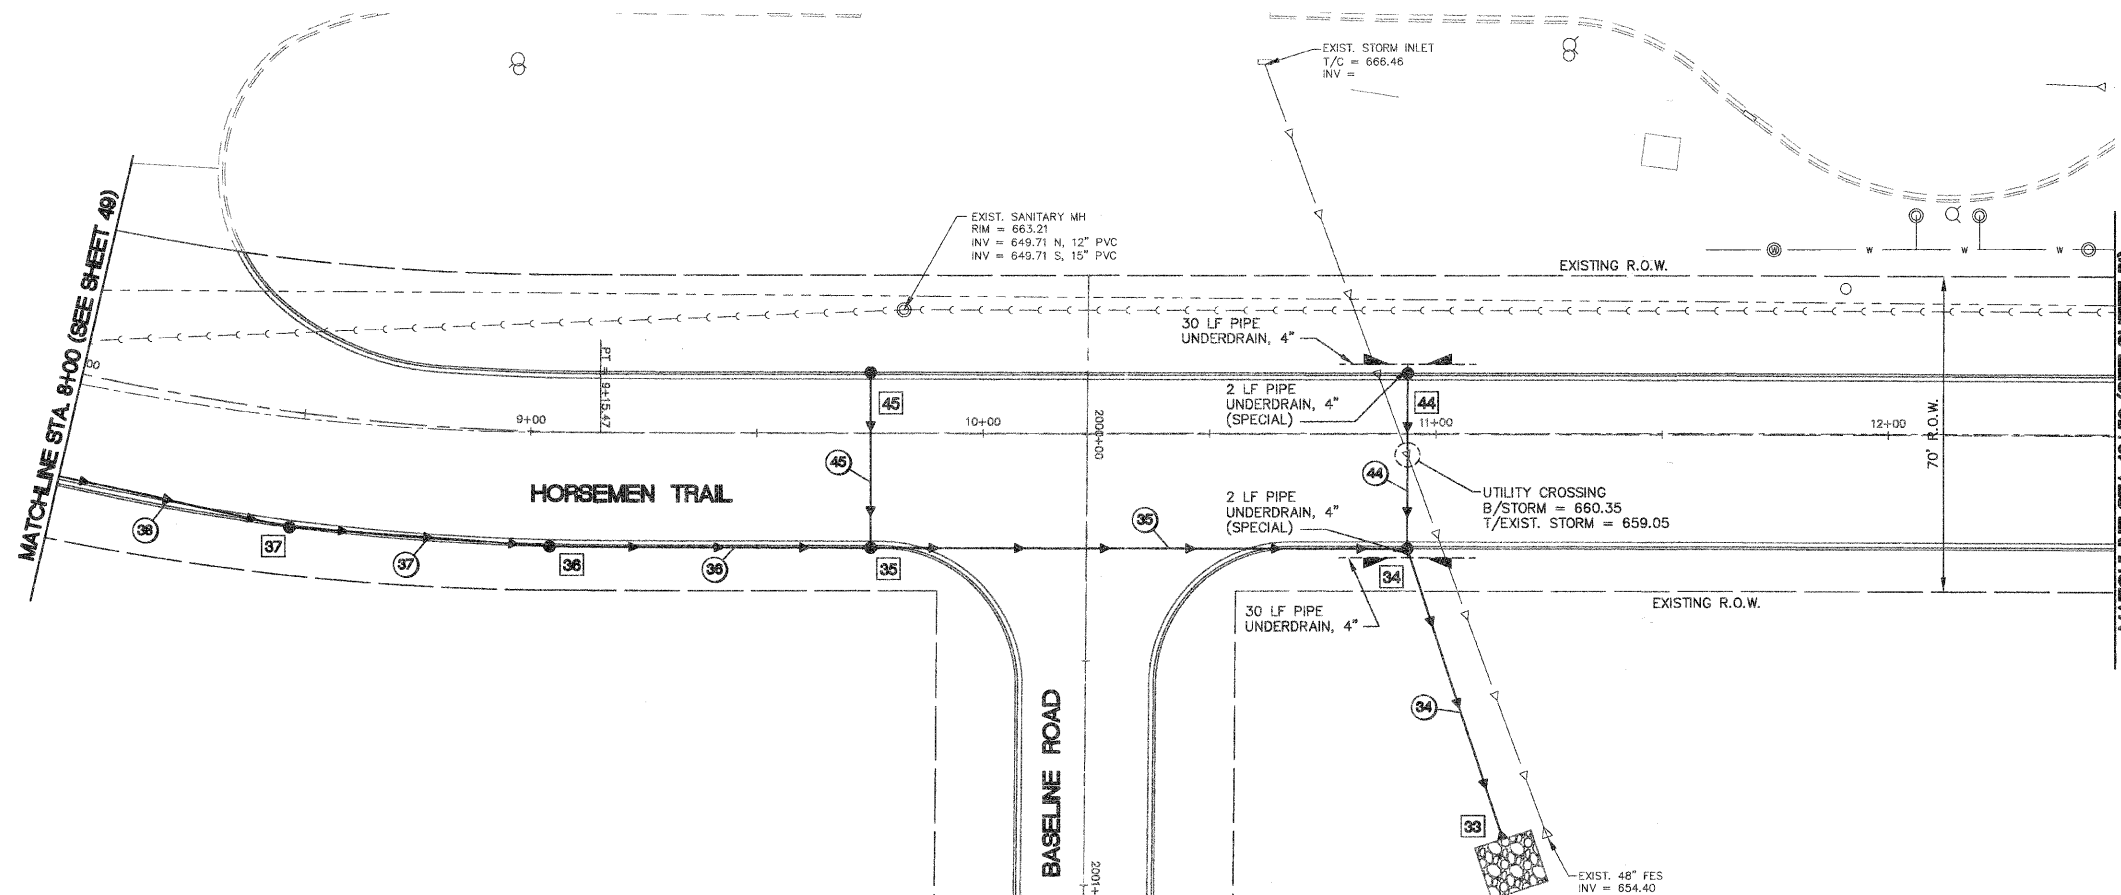 EXIST. STORM INLET
T/C = 666.46
INV =
EXIST. SANITARY MH
RIM = 663.21
INV = 649.71 N, 12" PVC
INV = 649.71 S, 15" PVC
EXISTING R.O.W.
W
W
W
W
MATCHLINE STA. 8+00 (SEE SHEET 49)
30 LF PIPE
UNDERDRAIN, 4"
00
PT = 9+15.47
2 LF PIPE
UNDERDRAIN, 4"
(SPECIAL)
45
44
9+00
10+00
2000+00
11+00
12+00
70' R.O.W.
45
44
HORSEMEN TRAIL
2 LF PIPE
UNDERDRAIN, 4"
(SPECIAL)
UTILITY CROSSING
B/STORM = 660.35
T/EXIST. STORM = 659.05
38
37
37
36
36
35
35
34
30 LF PIPE
UNDERDRAIN, 4"
EXISTING R.O.W.
BASELINE ROAD
34
33
2001+
EXIST. 48" FES
INV = 654.40